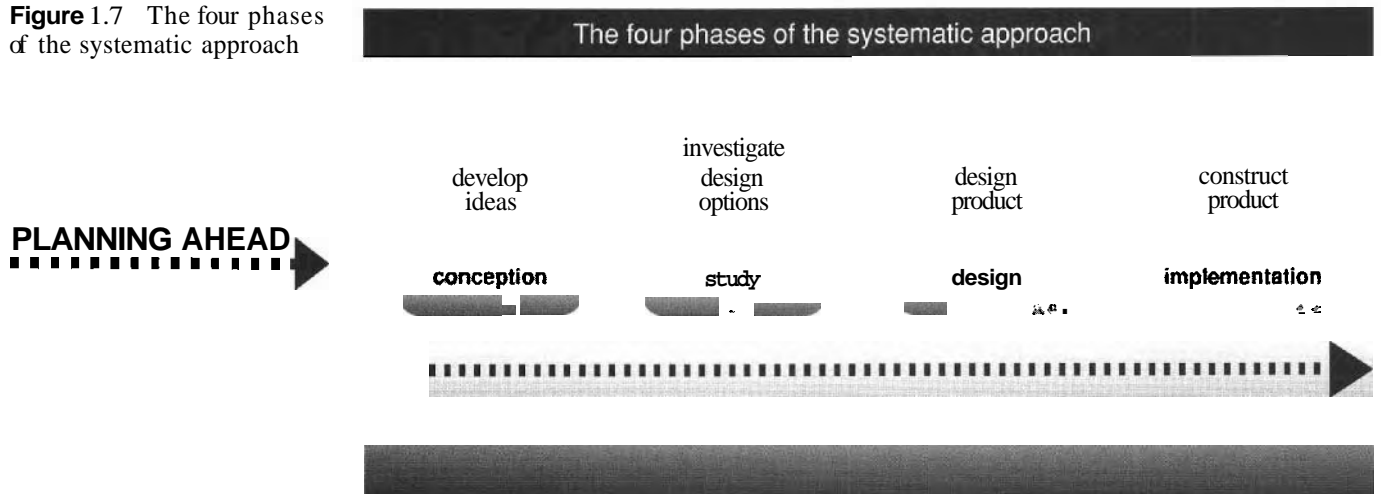 Figure 1.7 The four phases
of the systematic approach
The four phases of the systematic approach
develop
ideas
investigate
design
options
design
product
construct
product
PLANNING AHEAD
conception
study
design
implementation